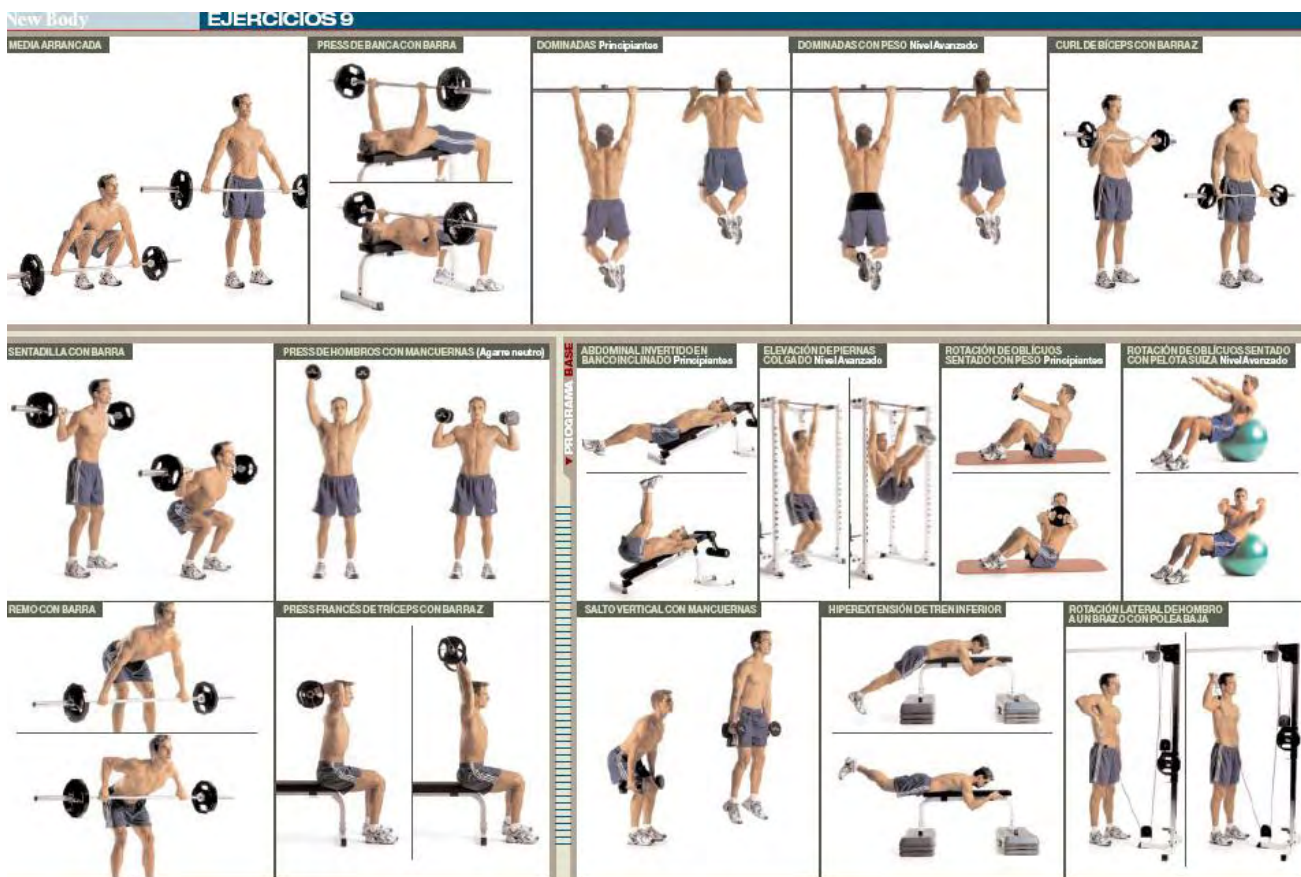 New Body
EJERCICIOS 9
MEDIA ARRANCADA
PRESS DE BANCA CON BARRA
DOMINADAS Principiantes
DOMINADAS CON PESO Nivel Avanzado
CURL DE BÍCEPS CON BARRA Z
SENTADILLA CON BARRA
PRESS DE HOMBROS CON MANCUERNAS (Agarre neutro)
PROGRAMA BASE
ABDOMINAL INVERTIDO EN
BANCO INCLINADO Principiantes
ELEVACIÓN DE PIERNAS
COLGADO Nivel Avanzado
ROTACIÓN DE OBLÍCUOS
SENTADO CON PESO Principiantes
ROTACIÓN DE OBLÍCUOS SENTADO
CON PELOTA SUIZA Nivel Avanzado
REMO CON BARRA
PRESS FRANCÉS DE TRÍCEPS CON BARRA Z
SALTO VERTICAL CON MANCUERNAS
HIPEREXTENSIÓN DE TREN INFERIOR
ROTACIÓN LATERAL DE HOMBRO
A UN BRAZO CON POLEA BAJA